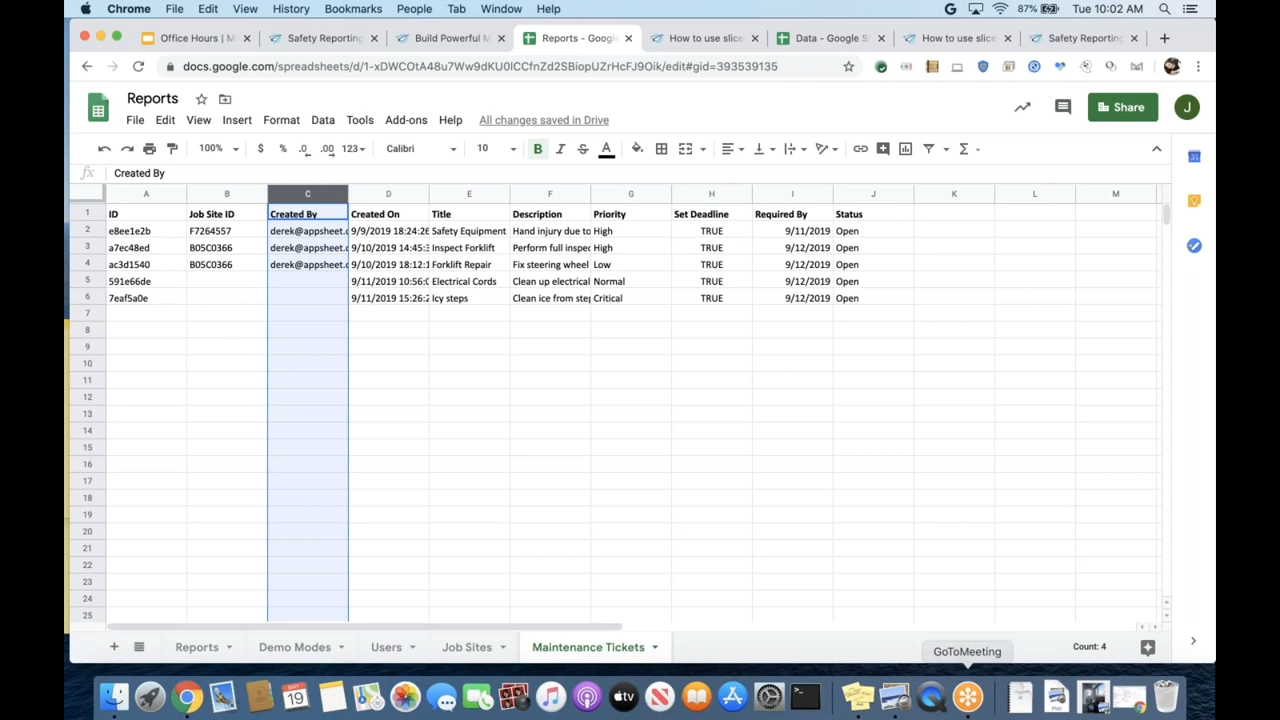 Chrome File Edit View History Bookmarks People Tab Window Help 87% Tue 10:02 AM
Office Hours | M Safety Reporting Build Powerful M Reports - Google How to use slice Data - Google S How to use slice Safety Reporting
docs.google.com/spreadsheets/d/1-xDWCOtA48u7Ww9dKU0lCCfnZd2SBiopUZrHcFJ9Oik/edit#gid=393539135
Reports
File Edit View Insert Format Data Tools Add-ons Help All changes saved in Drive
Share J
100% $ % .0 .00 123 Calibri 10 B I S A
fx Created By
A B C D E F G H I J K L M
1 ID Job Site ID Created By Created On Title Description Priority Set Deadline Required By Status
2 e8ee1e2b F7264557 derek@appsheet.c 9/9/2019 18:24:26 Safety Equipment Hand injury due to High TRUE 9/11/2019 Open
3 a7ec48ed B05C0366 derek@appsheet.c 9/10/2019 14:45:3 Inspect Forklift Perform full inspec High TRUE 9/12/2019 Open
4 ac3d1540 B05C0366 derek@appsheet.c 9/10/2019 18:12:1 Forklift Repair Fix steering wheel Low TRUE 9/12/2019 Open
5 591e66de 9/11/2019 10:56:0 Electrical Cords Clean up electrical Normal TRUE 9/12/2019 Open
6 7eaf5a0e 9/11/2019 15:26:2 Icy steps Clean ice from step Critical TRUE 9/12/2019 Open
7
8
9
10
11
12
13
14
15
16
17
18
19
20
21
22
23
24
25
Reports Demo Modes Users Job Sites Maintenance Tickets Count: 4
GoToMeeting
MAY
19
tv